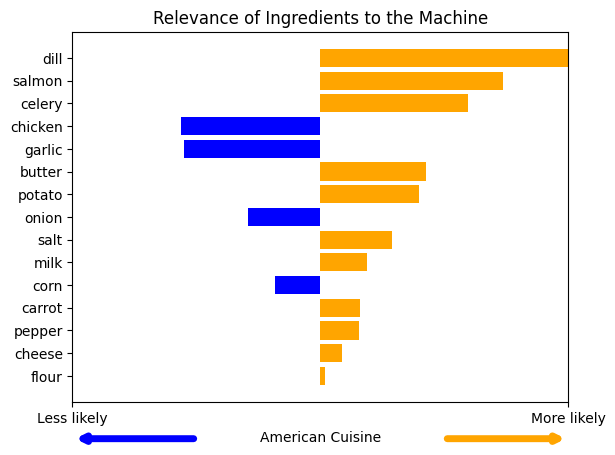 Relevance of Ingredients to the Machine
dill
salmon
celery
chicken
garlic
butter
potato
onion
salt
milk
corn
carrot
pepper
cheese
flour
Less likely
More likely
American Cuisine